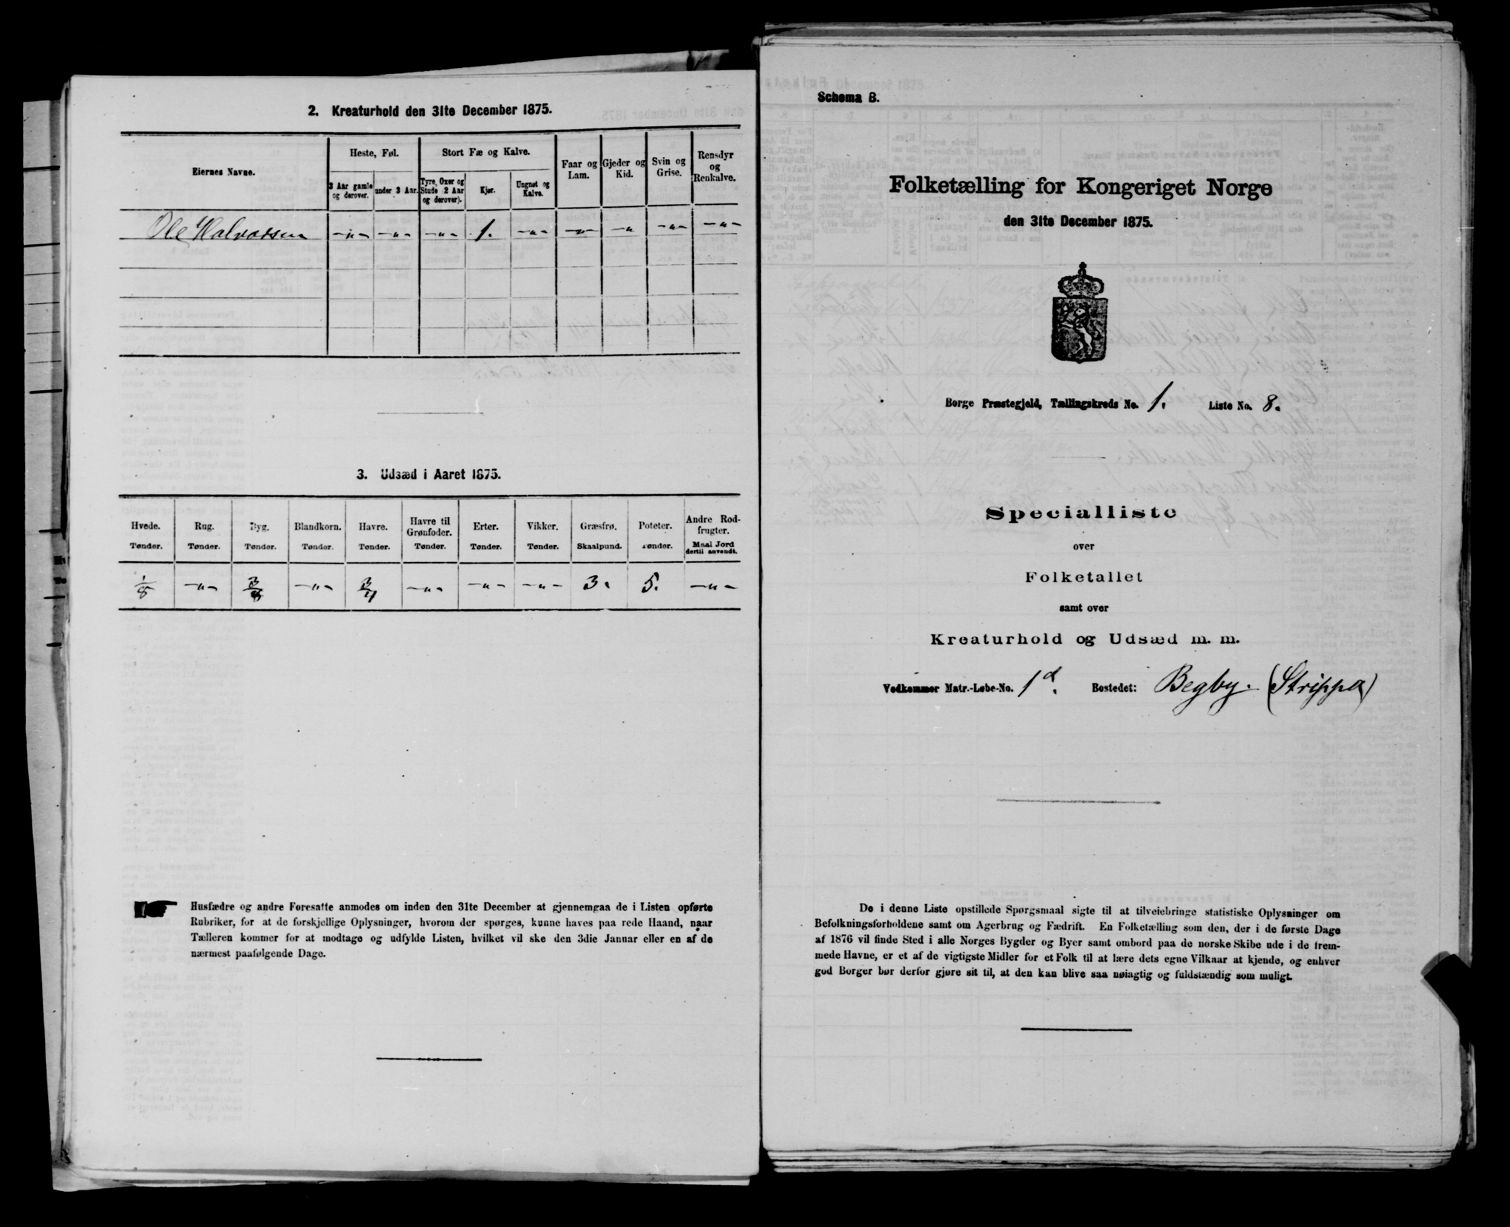 2. Kreaturhold den 31te December 1875.
Eiernes Navne.
Heste, Føl.
Stort Fæ og Kalve.
Faar og Lam.
Gjeder og Kid.
Svin og Grise.
Rensdyr og Renkalve.
3 Aar gamle og derover.
under 3 Aar.
Tyre, Oxer og Stude 2 Aar og derover).
Kjør.
Ungnøt og Kalve.
Ole Halvorsen -"- -"- -"- 1. -"- -"- -"- -"- -"-
3. Udsæd i Aaret 1875.
Hvede. Rug. Byg. Blandkorn. Havre. Havre til Grønfoder. Erter. Vikker. Græsfrø. Poteter. Andre Rodfrugter.
Tønder. Tønder. Tønder. Tønder. Tønder. Tønder. Tønder. Tønder. Skaalpund. Tønder. Maal Jord dertil anvendt.
1/8 -"- 3/8 -"- 3/4 -"- -"- -"- 3. 5. -"-
Husfædre og andre Foresatte anmodes om inden den 31te December at gjennemgaa de i Listen opførte
Rubriker, for at de forskjellige Oplysninger, hvorom der spørges, kunne haves paa rede Haand, naar
Tælleren kommer for at modtage og udfylde Listen, hvilket vil ske den 3die Januar eller en af de
nærmest paafølgende Dage.
Schema B.
Folketælling for Kongeriget Norge
den 31te December 1875.
Borge Præstegjeld, Tællingskreds No. 1. Liste No. 8.
Specialliste
over
Folketallet
samt over
Kreaturhold og Udsæd m. m.
Vedkommer Matr.-Løbe-No. 1 d. Bostedet: Begby. (Strippa)
De i denne Liste opstillede Spørgsmaal sigte til at tilveiebringe statistiske Oplysninger om
Befolkningsforholdene samt om Agerbrug og Fædrift. En Folketælling som den, der i de første Dage
af 1876 vil finde Sted i alle Norges Bygder og Byer samt ombord paa de norske Skibe ude i de frem-
mede Havne, er et af de vigtigste Midler for et Folk til at lære dets egne Vilkaar at kjende, og enhver
god Borger bør derfor gjøre sit til, at den kan blive saa nøiagtig og fuldstændig som muligt.